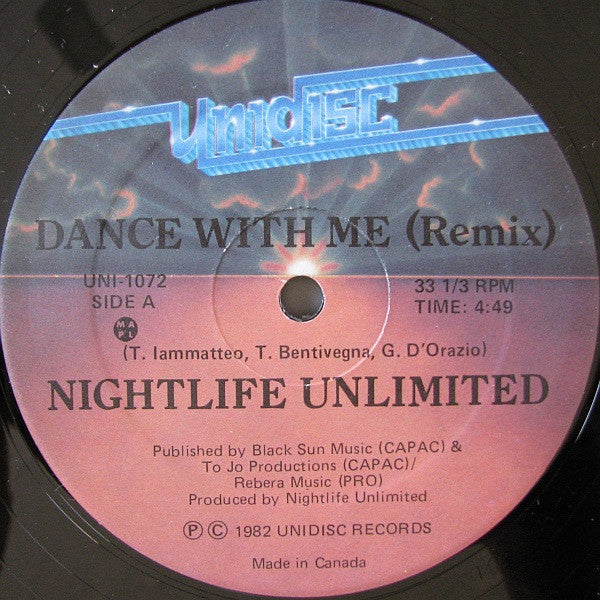 Unidisc
DANCE WITH ME (Remix)
UNI-1072
SIDE A
33 1/3 RPM
TIME: 4:49
M A P L
(T. Iammatteo, T. Bentivegna, G. D'Orazio)
NIGHTLIFE UNLIMITED
Published by Black Sun Music (CAPAC) &
To Jo Productions (CAPAC)/
Rebera Music (PRO)
Produced by Nightlife Unlimited
Ⓟ © 1982 UNIDISC RECORDS
Made in Canada